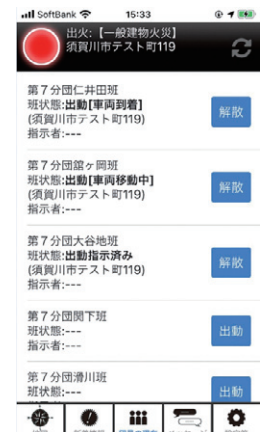 SoftBank 15:33
出火:【一般建物火災】
須賀川市テスト町119
第7分団仁井田班
班状態:出動[車両到着]
(須賀川市テスト町119)
指示者:---
解散
第7分団舘ヶ岡班
班状態:出動[車両移動中]
(須賀川市テスト町119)
指示者:---
解散
第7分団大谷地班
班状態:出動指示済み
(須賀川市テスト町119)
指示者:---
解散
第7分団関下班
班状態:---
指示者:---
出動
第7分団滑川班
班状態:---
出動